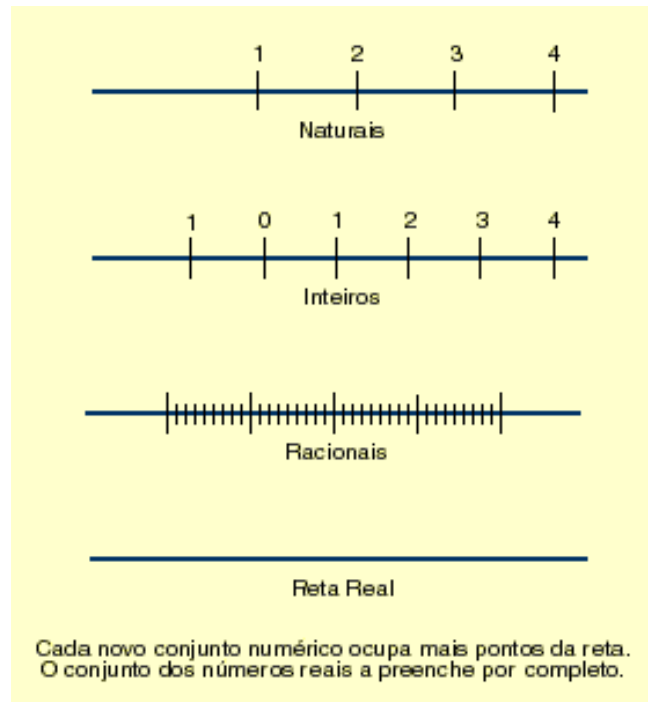 1 2 3 4
Naturais
1 0 1 2 3 4
Inteiros
Racionais
Reta Real
Cada novo conjunto numérico ocupa mais pontos da reta.
O conjunto dos números reais a preenche por completo.